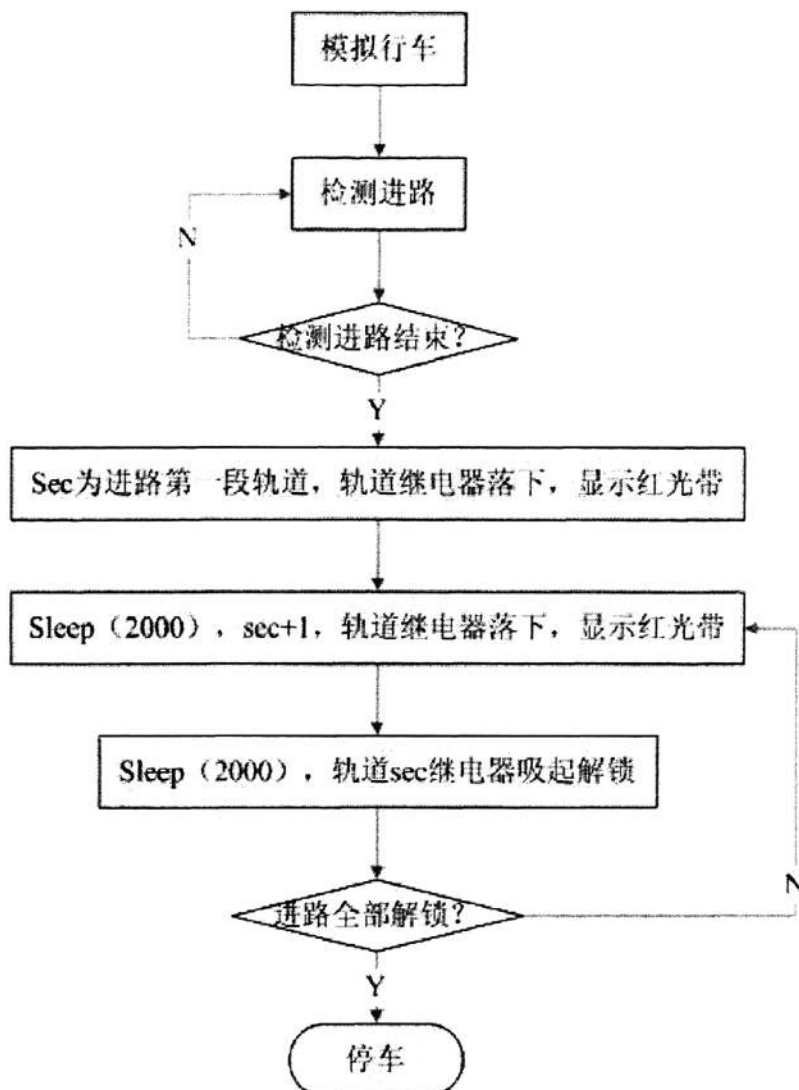 模拟行车
检测进路
N
检测进路结束？
Y
Sec为进路第一段轨道，轨道继电器落下，显示红光带
Sleep（2000），sec+1，轨道继电器落下，显示红光带
Sleep（2000），轨道sec继电器吸起解锁
N
进路全部解锁？
Y
停车